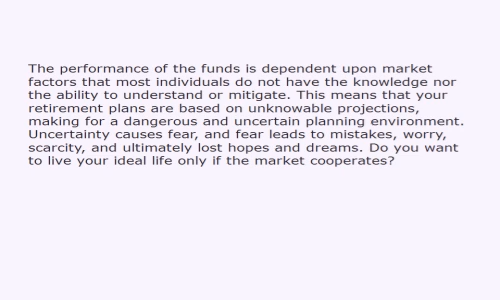 The performance of the funds is dependent upon market
factors that most individuals do not have the knowledge nor
the ability to understand or mitigate. This means that your
retirement plans are based on unknowable projections,
making for a dangerous and uncertain planning environment.
Uncertainty causes fear, and fear leads to mistakes, worry,
scarcity, and ultimately lost hopes and dreams. Do you want
to live your ideal life only if the market cooperates?